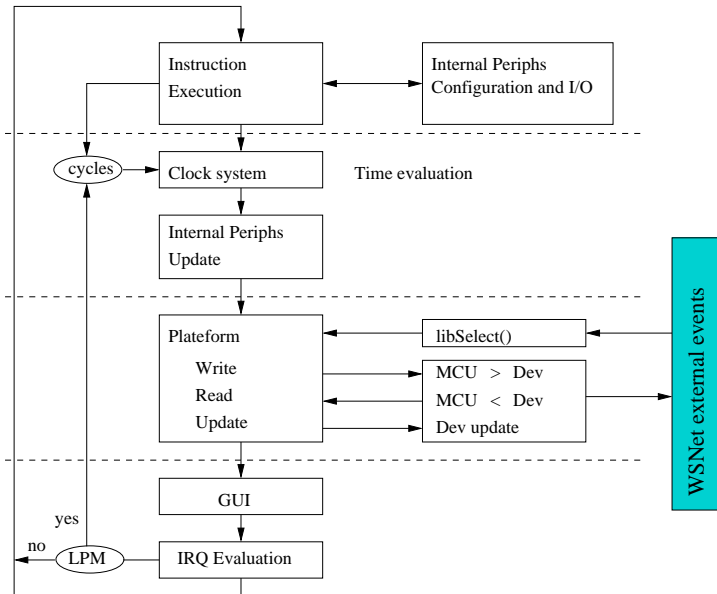 Instruction
Execution
Internal Periphs
Configuration and I/O
cycles
Clock system
Time evaluation
Internal Periphs
Update
Plateform
Write
Read
Update
libSelect()
MCU > Dev
MCU < Dev
Dev update
WSNet external events
GUI
yes
no
LPM
IRQ Evaluation